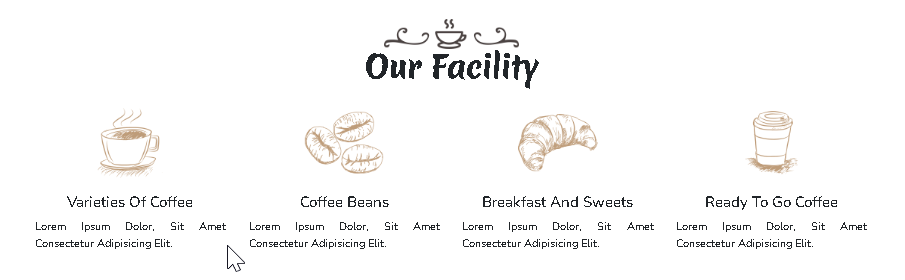 Our Facility
Varieties Of Coffee
Lorem Ipsum Dolor, Sit Amet
Consectetur Adipisicing Elit.
Coffee Beans
Lorem Ipsum Dolor, Sit Amet
Consectetur Adipisicing Elit.
Breakfast And Sweets
Lorem Ipsum Dolor, Sit Amet
Consectetur Adipisicing Elit.
Ready To Go Coffee
Lorem Ipsum Dolor, Sit Amet
Consectetur Adipisicing Elit.